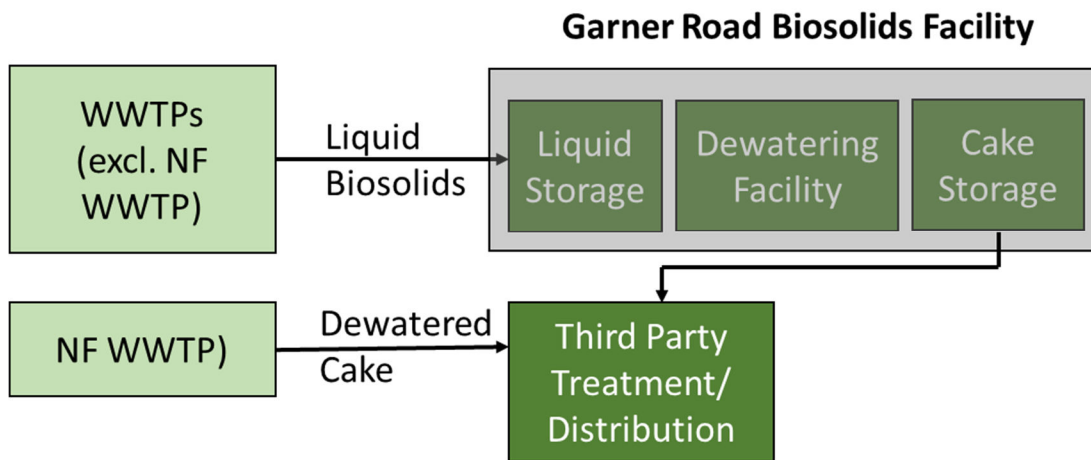 Garner Road Biosolids Facility
WWTPs
(excl. NF
WWTP)
Liquid
Biosolids
Liquid
Storage
Dewatering
Facility
Cake
Storage
NF WWTP)
Dewatered
Cake
Third Party
Treatment/
Distribution